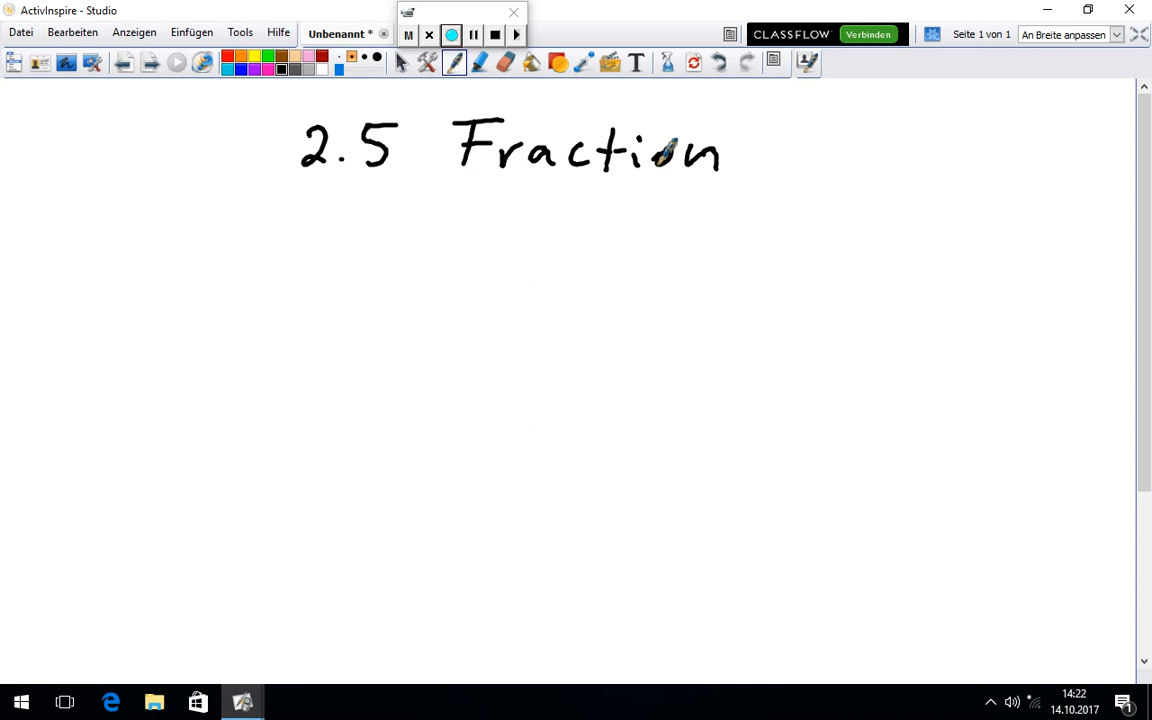 ActivInspire - Studio
Datei Bearbeiten Anzeigen Einfügen Tools Hilfe Unbenannt * M CLASSFLOW Verbinden Seite 1 von 1 An Breite anpassen
T
2.5 Fraction
14:22
14.10.2017
1